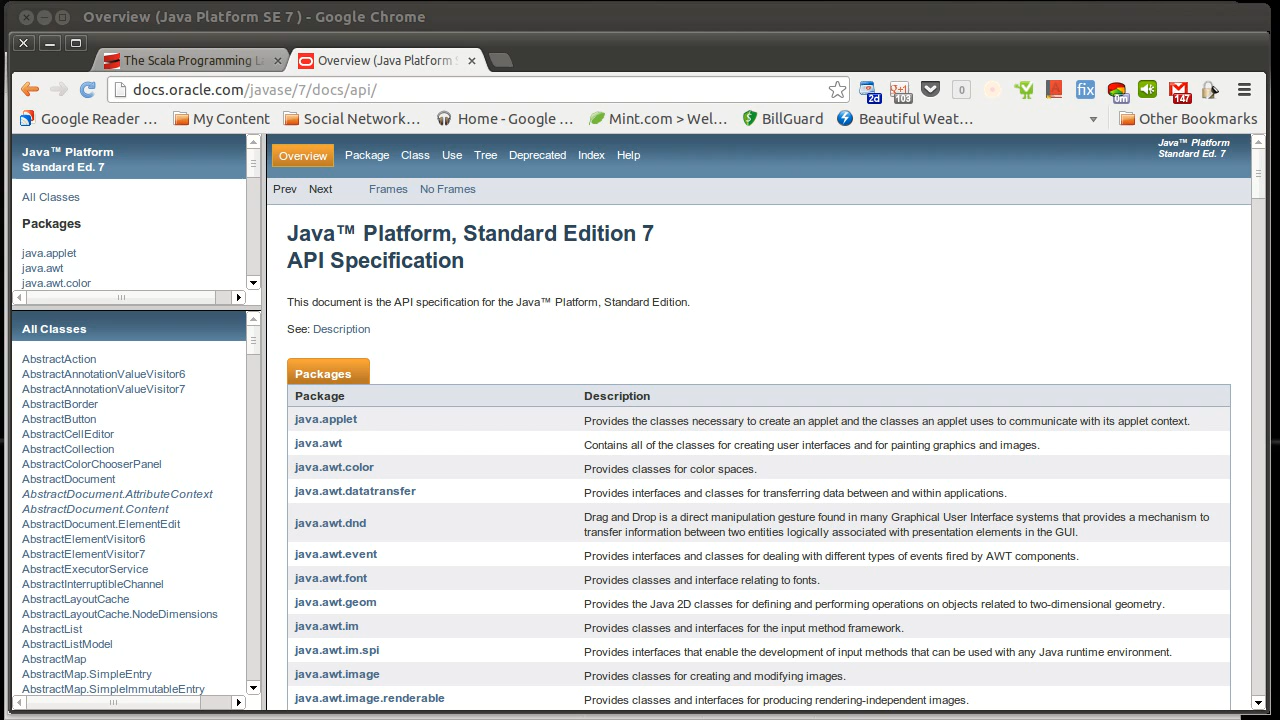 Overview (Java Platform SE 7 ) - Google Chrome
The Scala Programming La
Overview (Java Platform S
docs.oracle.com/javase/7/docs/api/
2d
103
0
fix
0m
147
Google Reader ...
My Content
Social Network...
Home - Google ...
Mint.com > Wel...
BillGuard
Beautiful Weat...
Other Bookmarks
Java™ Platform
Standard Ed. 7
All Classes
Packages
java.applet
java.awt
java.awt.color
All Classes
AbstractAction
AbstractAnnotationValueVisitor6
AbstractAnnotationValueVisitor7
AbstractBorder
AbstractButton
AbstractCellEditor
AbstractCollection
AbstractColorChooserPanel
AbstractDocument
AbstractDocument.AttributeContext
AbstractDocument.Content
AbstractDocument.ElementEdit
AbstractElementVisitor6
AbstractElementVisitor7
AbstractExecutorService
AbstractInterruptibleChannel
AbstractLayoutCache
AbstractLayoutCache.NodeDimensions
AbstractList
AbstractListModel
AbstractMap
AbstractMap.SimpleEntry
AbstractMap.SimpleImmutableEntry
Overview Package Class Use Tree Deprecated Index Help
Java™ Platform
Standard Ed. 7
Prev Next Frames No Frames
Java™ Platform, Standard Edition 7
API Specification
This document is the API specification for the Java™ Platform, Standard Edition.
See: Description
Packages
Package Description
java.applet Provides the classes necessary to create an applet and the classes an applet uses to communicate with its applet context.
java.awt Contains all of the classes for creating user interfaces and for painting graphics and images.
java.awt.color Provides classes for color spaces.
java.awt.datatransfer Provides interfaces and classes for transferring data between and within applications.
java.awt.dnd Drag and Drop is a direct manipulation gesture found in many Graphical User Interface systems that provides a mechanism to
transfer information between two entities logically associated with presentation elements in the GUI.
java.awt.event Provides interfaces and classes for dealing with different types of events fired by AWT components.
java.awt.font Provides classes and interface relating to fonts.
java.awt.geom Provides the Java 2D classes for defining and performing operations on objects related to two-dimensional geometry.
java.awt.im Provides classes and interfaces for the input method framework.
java.awt.im.spi Provides interfaces that enable the development of input methods that can be used with any Java runtime environment.
java.awt.image Provides classes for creating and modifying images.
java.awt.image.renderable Provides classes and interfaces for producing rendering-independent images.